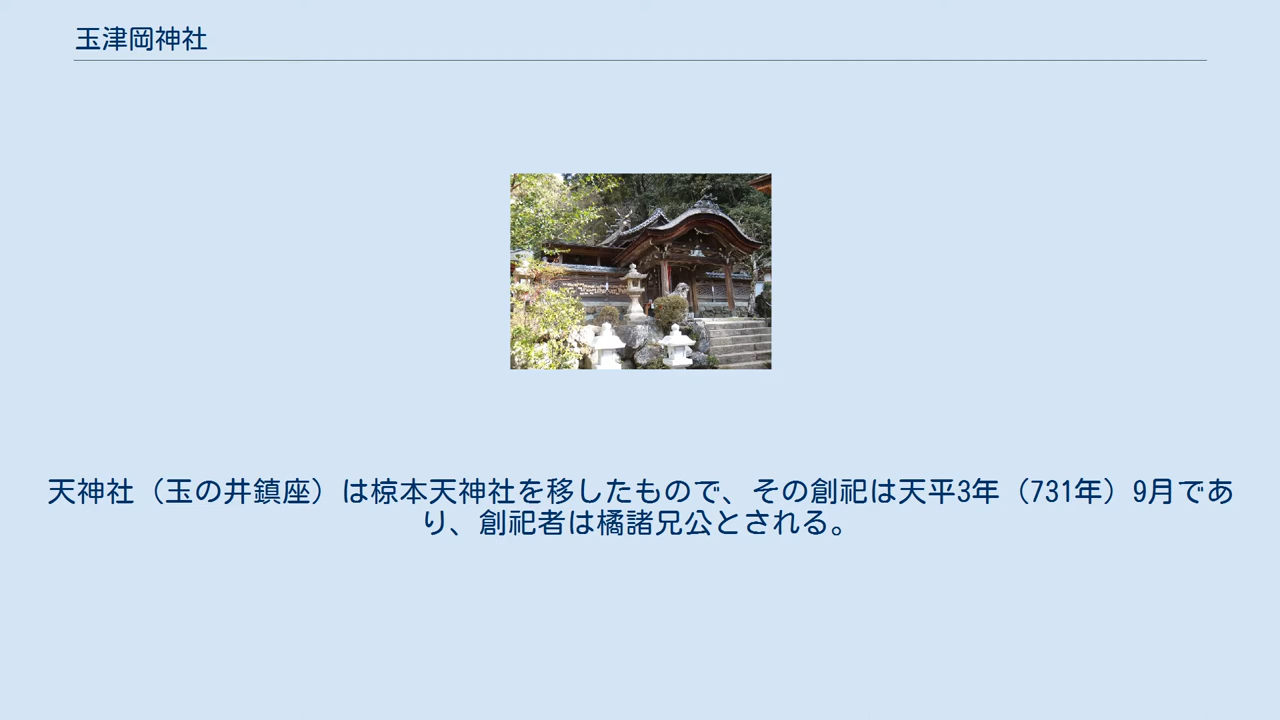 玉津岡神社
天神社（玉の井鎮座）は椋本天神社を移したもので、その創祀は天平3年（731年）9月であ
り、創祀者は橘諸兄公とされる。